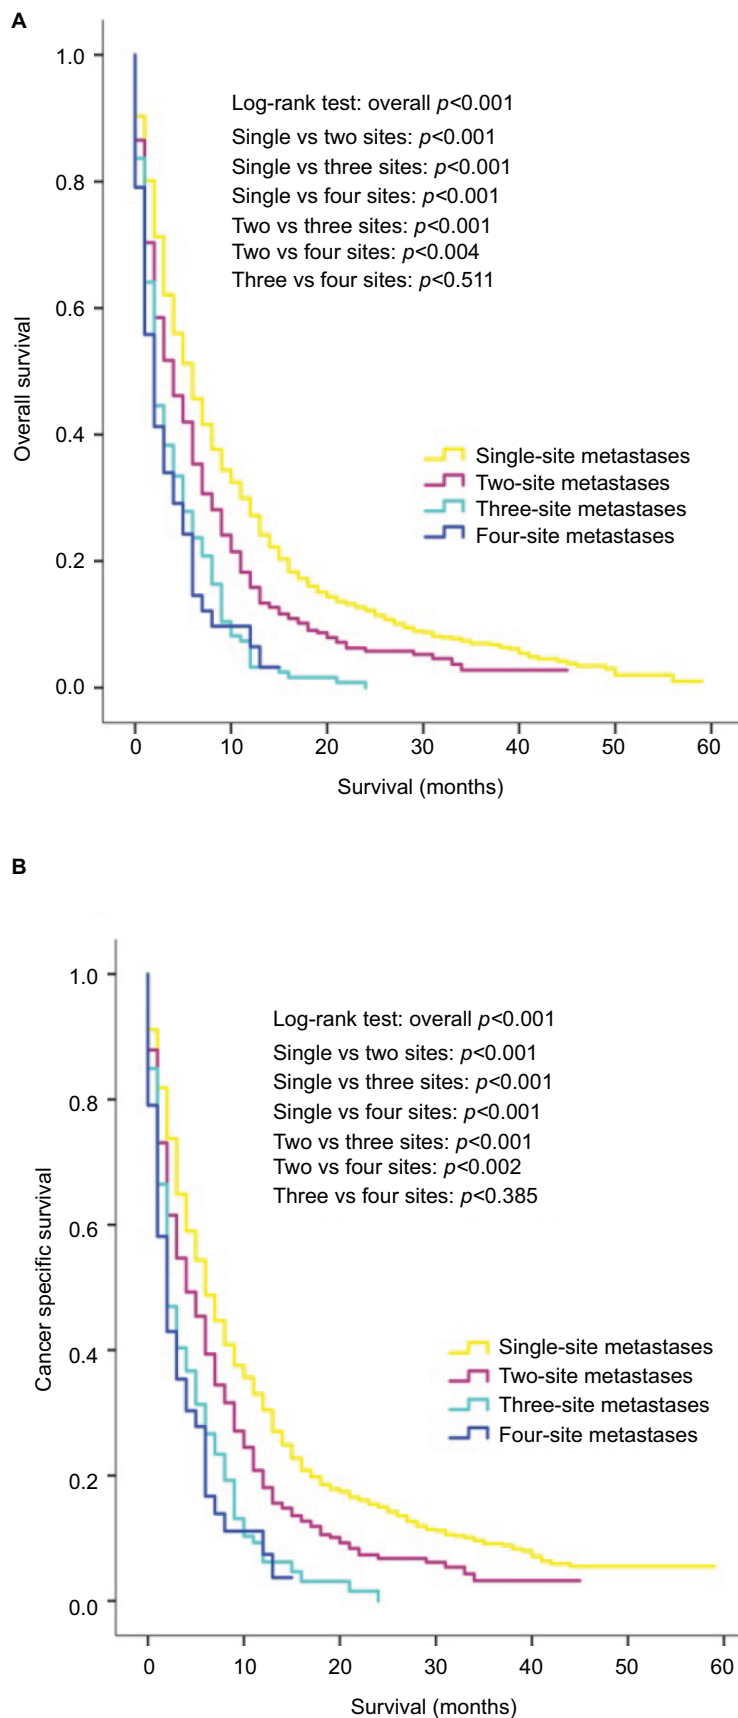 A
1.0
0.8
0.6
0.4
0.2
0.0
Overall survival
Log-rank test: overall p<0.001
Single vs two sites: p<0.001
Single vs three sites: p<0.001
Single vs four sites: p<0.001
Two vs three sites: p<0.001
Two vs four sites: p<0.004
Three vs four sites: p<0.511
Single-site metastases
Two-site metastases
Three-site metastases
Four-site metastases
0 10 20 30 40 50 60
Survival (months)
B
1.0
0.8
0.6
0.4
0.2
0.0
Cancer specific survival
Log-rank test: overall p<0.001
Single vs two sites: p<0.001
Single vs three sites: p<0.001
Single vs four sites: p<0.001
Two vs three sites: p<0.001
Two vs four sites: p<0.002
Three vs four sites: p<0.385
Single-site metastases
Two-site metastases
Three-site metastases
Four-site metastases
0 10 20 30 40 50 60
Survival (months)